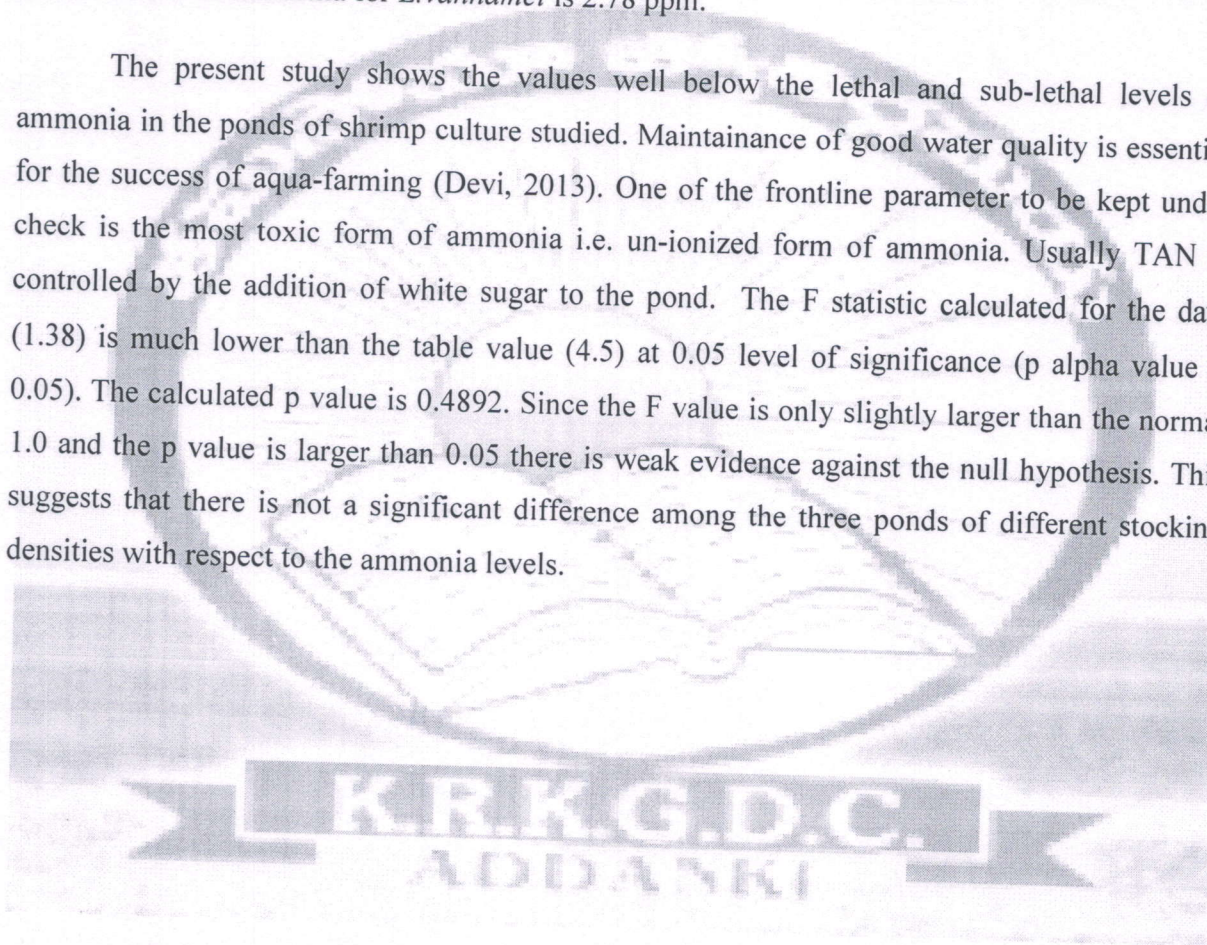 for L.vannamei is 2.78 ppm.
The present study shows the values well below the lethal and sub-lethal levels
ammonia in the ponds of shrimp culture studied. Maintainance of good water quality is
for the success of aqua-farming (Devi, 2013). One of the frontline parameter to be kept
check is the most toxic form of ammonia i.e. un-ionized form of ammonia. Usually TAN
controlled by the addition of white sugar to the pond. The F statistic calculated for the
(1.38) is much lower than the table value (4.5) at 0.05 level of significance (p alpha value
0.05). The calculated p value is 0.4892. Since the F value is only slightly larger than the
1.0 and the p value is larger than 0.05 there is weak evidence against the null hypothesis.
suggests that there is not a significant difference among the three ponds of different
densities with respect to the ammonia levels.
K.R.K.G.D.C.
ADDANKI